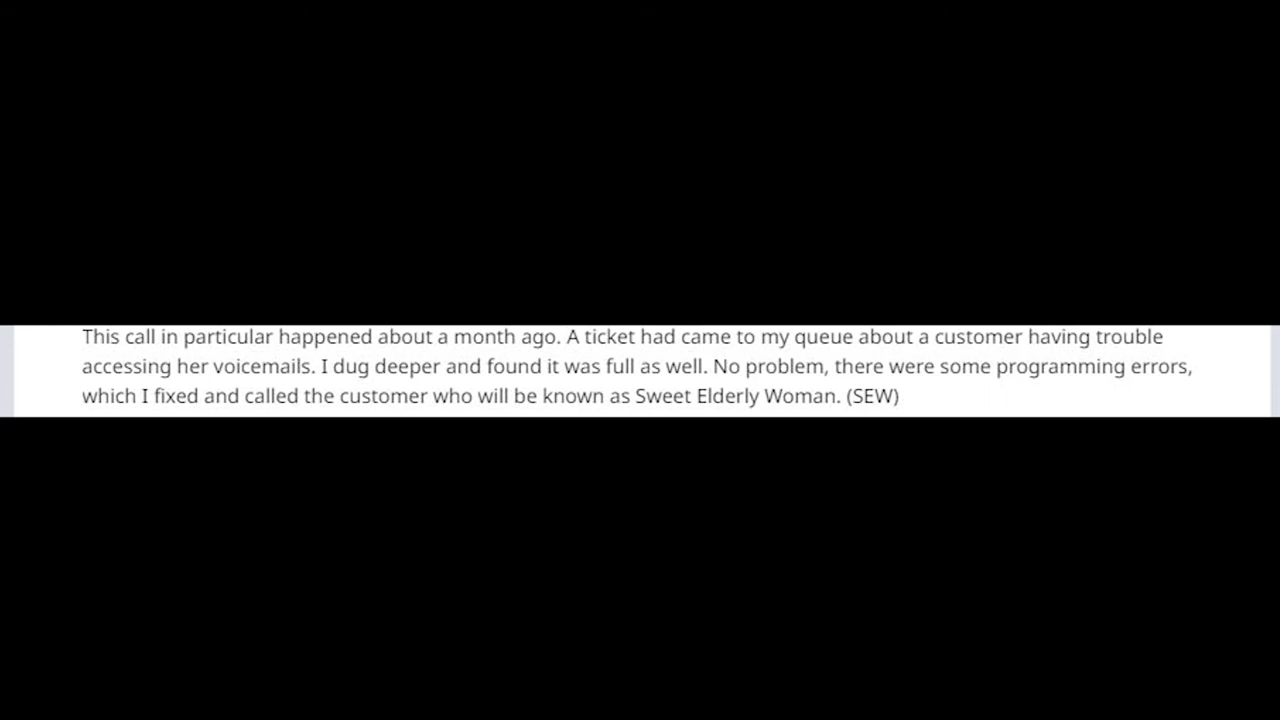 This call in particular happened about a month ago. A ticket had came to my queue about a customer having trouble
accessing her voicemails. I dug deeper and found it was full as well. No problem, there were some programming errors,
which I fixed and called the customer who will be known as Sweet Elderly Woman. (SEW)